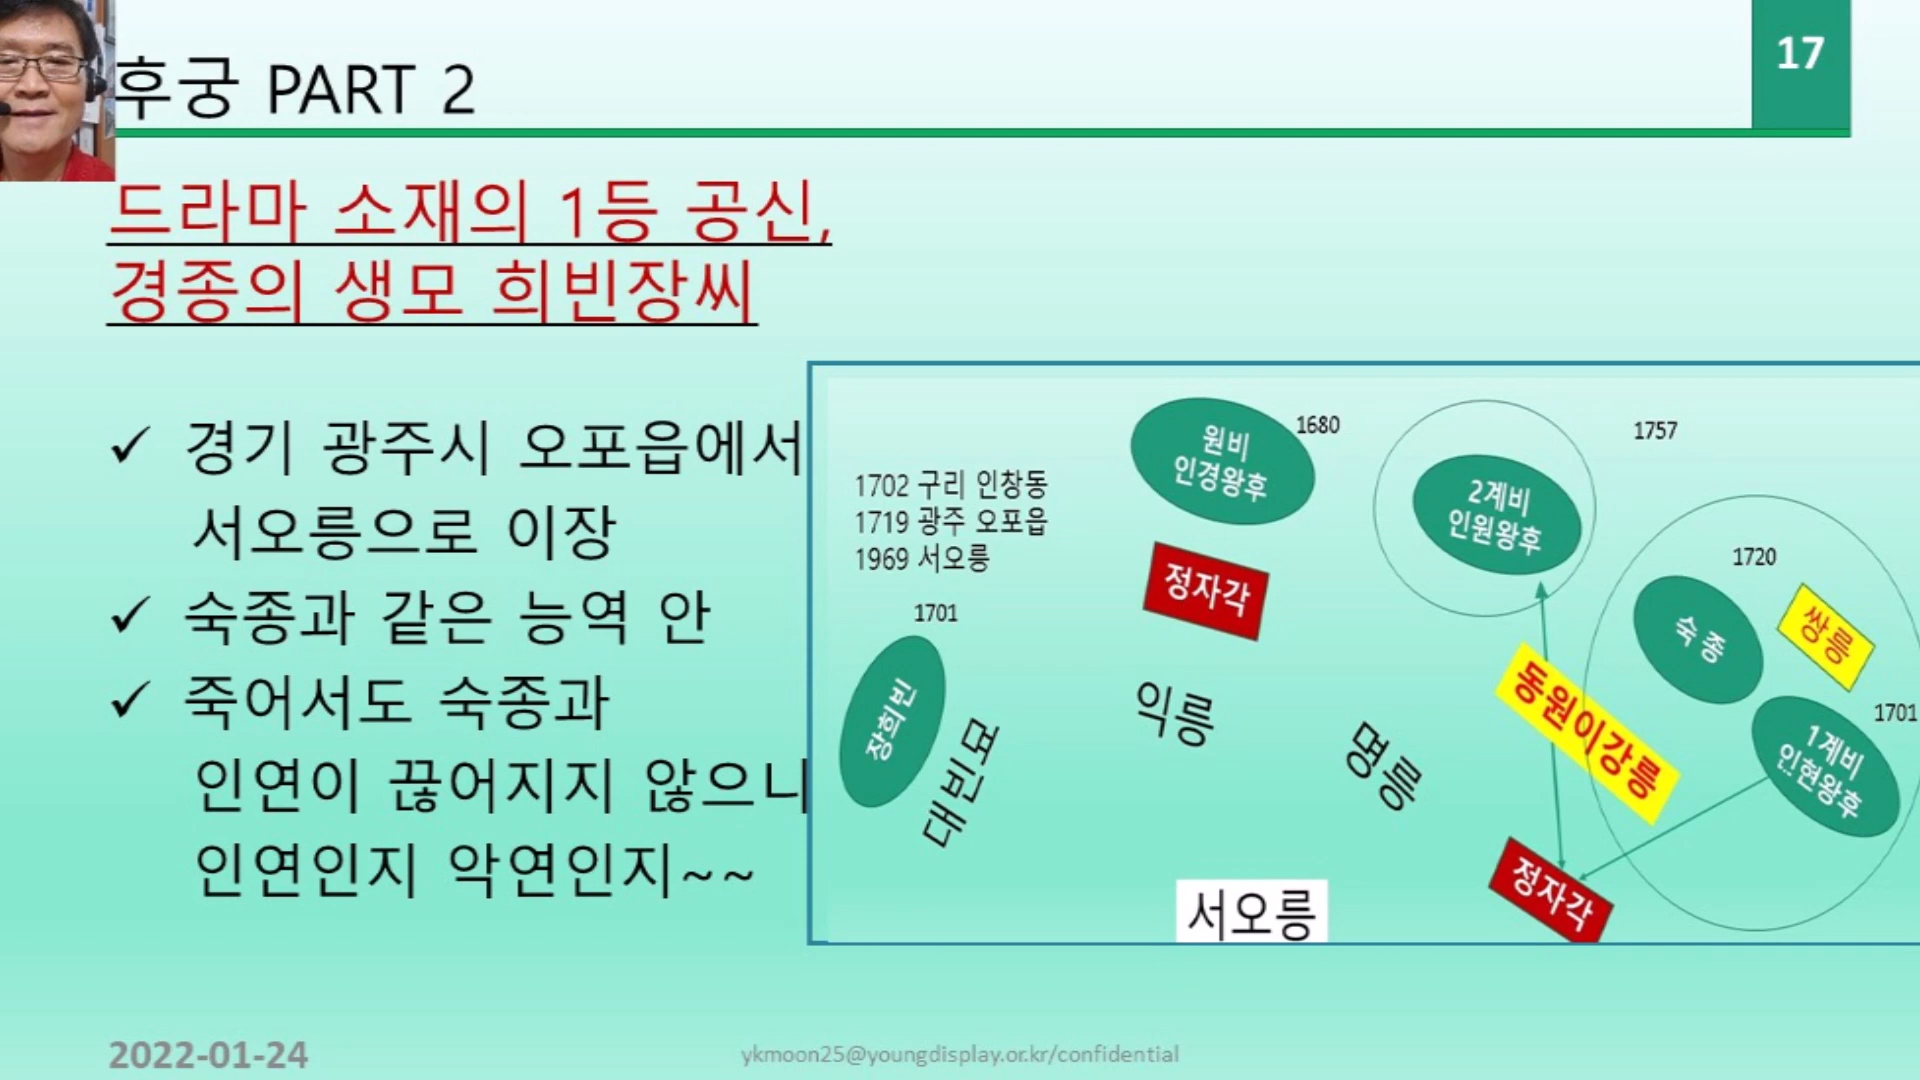 후궁 PART 2
17
드라마 소재의 1등 공신,
경종의 생모 희빈장씨
✓ 경기 광주시 오포읍에서
서오릉으로 이장
✓ 숙종과 같은 능역 안
✓ 죽어서도 숙종과
인연이 끊어지지 않으니
인연인지 악연인지~~
1702 구리 인창동
1719 광주 오포읍
1969 서오릉
1701
장희빈
대빈묘
원비
인경왕후
1680
정자각
익릉
2계비
인원왕후
1757
명릉
동원이강릉
1720
숙 종
쌍릉
1701
1계비
인현왕후
정자각
서오릉
2022-01-24
ykmoon25@youngdisplay.or.kr/confidential